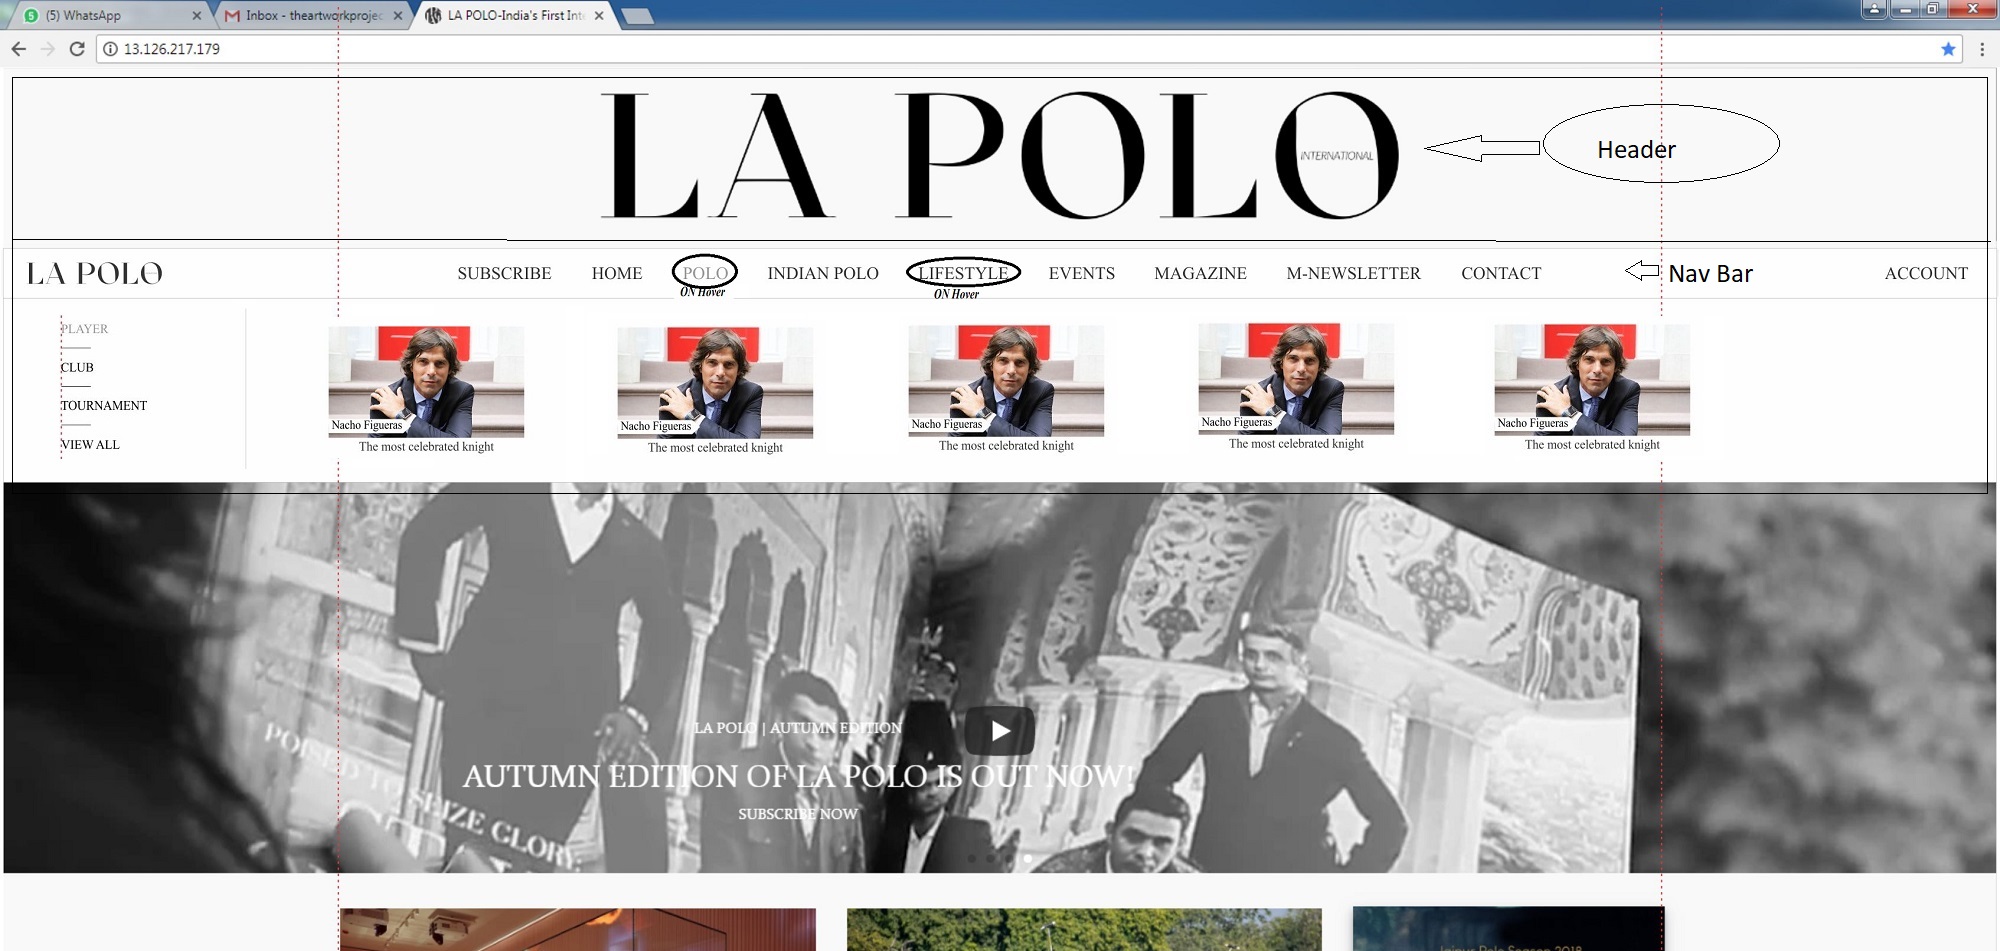 (5) WhatsApp
Inbox - theartworkprojec
LA POLO-India's First Inte
13.126.217.179
LA POLO
INTERNATIONAL
Header
LA POLO
SUBSCRIBE HOME POLO INDIAN POLO LIFESTYLE EVENTS MAGAZINE M-NEWSLETTER CONTACT
Nav Bar
ACCOUNT
ON Hover
ON Hover
PLAYER
CLUB
TOURNAMENT
VIEW ALL
Nacho Figueras
The most celebrated knight
Nacho Figueras
The most celebrated knight
Nacho Figueras
The most celebrated knight
Nacho Figueras
The most celebrated knight
Nacho Figueras
The most celebrated knight
POISED TO SEIZE GLORY
LA POLO | AUTUMN EDITION
AUTUMN EDITION OF LA POLO IS OUT NOW!
SUBSCRIBE NOW
Jaipur Polo Season 2018